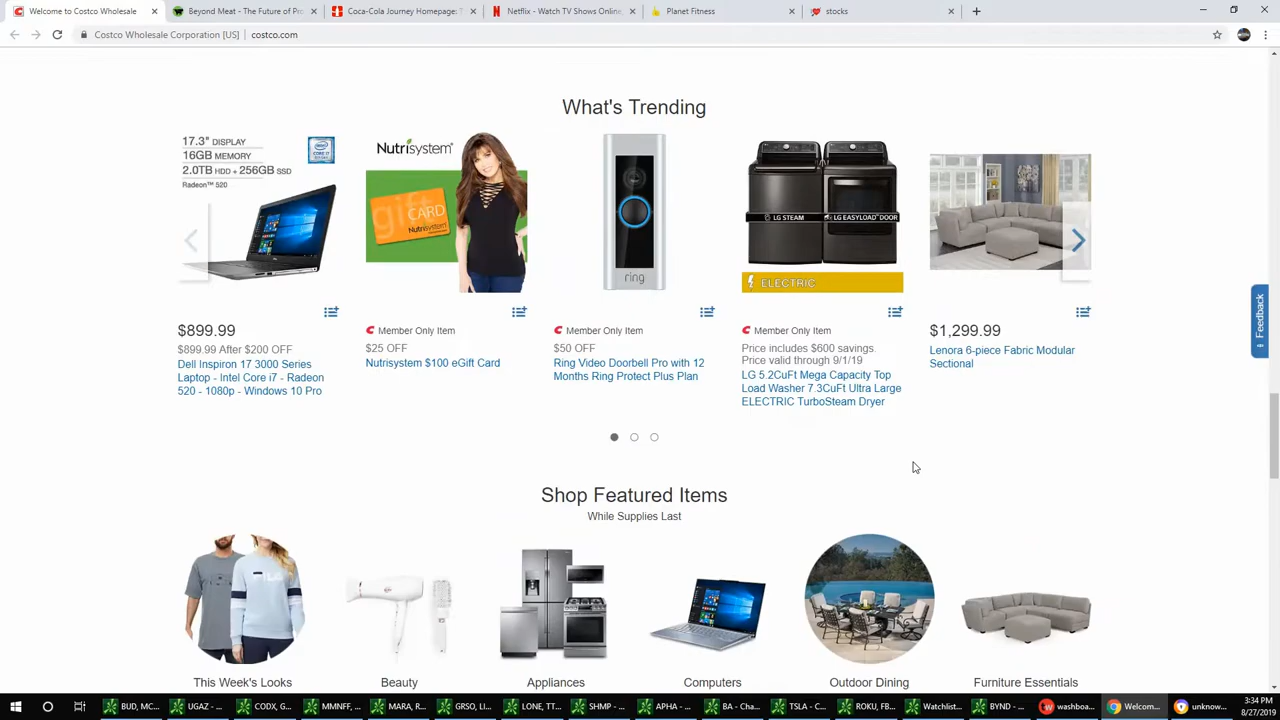 Welcome to Costco Wholesale
Beyond Meat - The Future of Pro
Coca-Cola Journey Homepage: T
Netflix - Watch TV Shows Online,
Planet Fitness
stocks
Costco Wholesale Corporation [US] | costco.com
What's Trending
17.3" DISPLAY
16GB MEMORY
2.0TB HDD + 256GB SSD
Radeon™ 520
$899.99
$899.99 After $200 OFF
Dell Inspiron 17 3000 Series
Laptop - Intel Core i7 - Radeon
520 - 1080p - Windows 10 Pro
Nutrisystem
gift
CARD
Nutrisystem
Member Only Item
$25 OFF
Nutrisystem $100 eGift Card
ring
Member Only Item
$50 OFF
Ring Video Doorbell Pro with 12
Months Ring Protect Plus Plan
LG STEAM
LG EASYLOAD™ DOOR
ELECTRIC
Member Only Item
Price includes $600 savings.
Price valid through 9/1/19
LG 5.2CuFt Mega Capacity Top
Load Washer 7.3CuFt Ultra Large
ELECTRIC TurboSteam Dryer
$1,299.99
Lenora 6-piece Fabric Modular
Sectional
Feedback
Shop Featured Items
While Supplies Last
This Week's Looks
Beauty
Appliances
Computers
Outdoor Dining
Furniture Essentials
BUD, MC...
UGAZ - ...
CODX, G...
MMNFF, ...
MARA, R...
GRSO, LI...
LONE, TT...
SHMP - ...
APHA - ...
BA - Cha...
TSLA - C...
ROKU, FB...
Watchlist...
BYND - ...
washboa...
Welcom...
unknow...
3:34 PM
8/27/2019